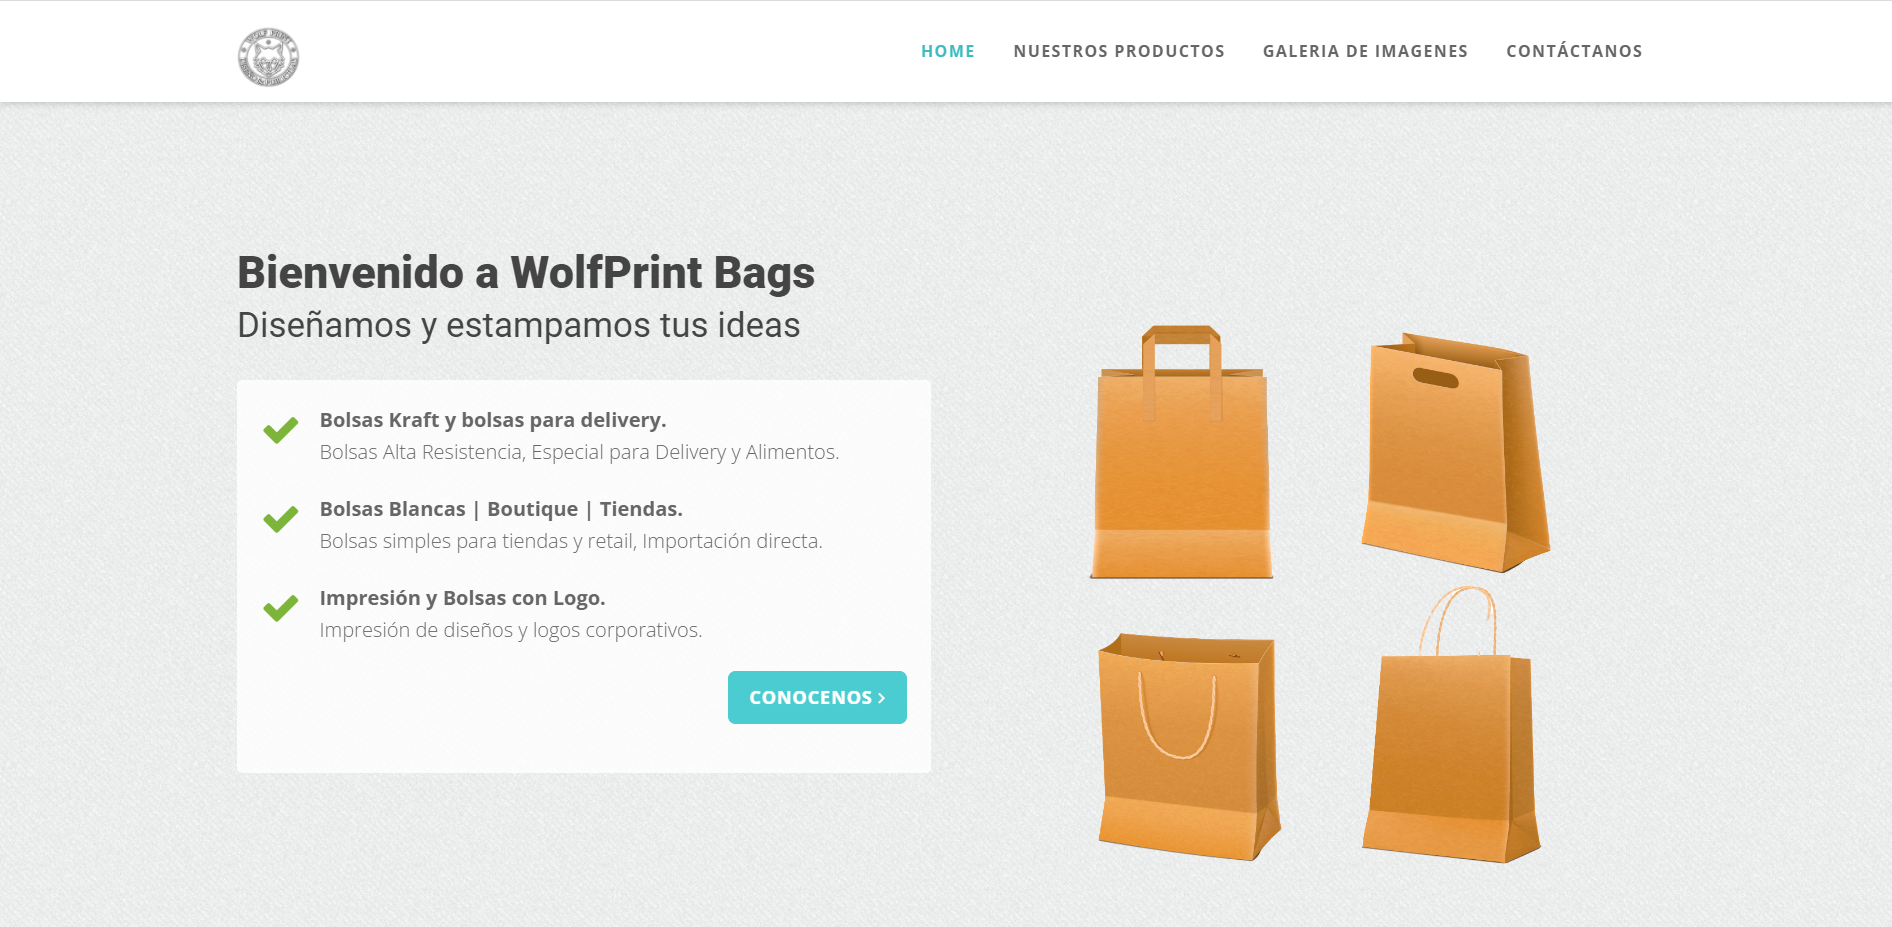 WOLF PRINT
HOME
NUESTROS PRODUCTOS
GALERIA DE IMAGENES
CONTÁCTANOS
Bienvenido a WolfPrint Bags
Diseñamos y estampamos tus ideas
Bolsas Kraft y bolsas para delivery.
Bolsas Alta Resistencia, Especial para Delivery y Alimentos.
Bolsas Blancas | Boutique | Tiendas.
Bolsas simples para tiendas y retail, Importación directa.
Impresión y Bolsas con Logo.
Impresión de diseños y logos corporativos.
CONOCENOS ›